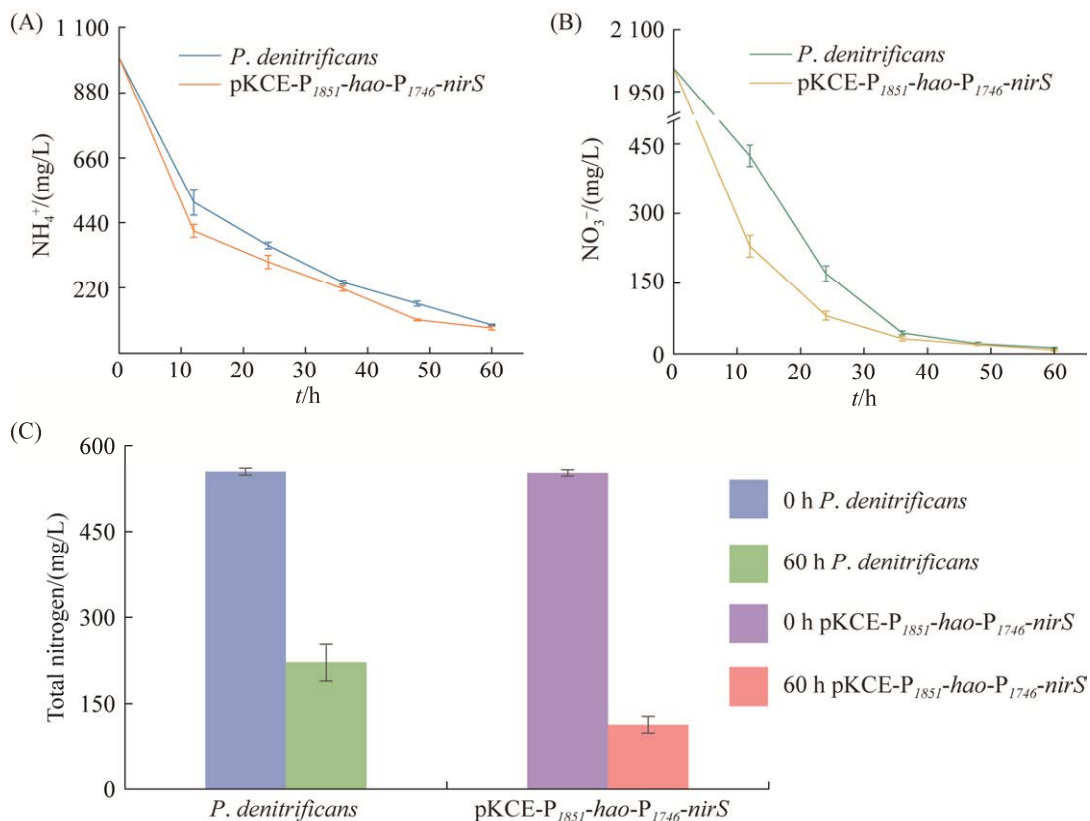 (A)
1 100
880
660
440
220
0
NH₄⁺/(mg/L)
P. denitrificans
pKCE-P₁₈₅₁-hao-P₁₇₄₆-nirS
0 10 20 30 40 50 60
t/h
(B)
2 100
1 950
450
300
150
0
NO₃⁻/(mg/L)
P. denitrificans
pKCE-P₁₈₅₁-hao-P₁₇₄₆-nirS
0 10 20 30 40 50 60
t/h
(C)
600
450
300
150
0
Total nitrogen/(mg/L)
P. denitrificans
pKCE-P₁₈₅₁-hao-P₁₇₄₆-nirS
0 h P. denitrificans
60 h P. denitrificans
0 h pKCE-P₁₈₅₁-hao-P₁₇₄₆-nirS
60 h pKCE-P₁₈₅₁-hao-P₁₇₄₆-nirS